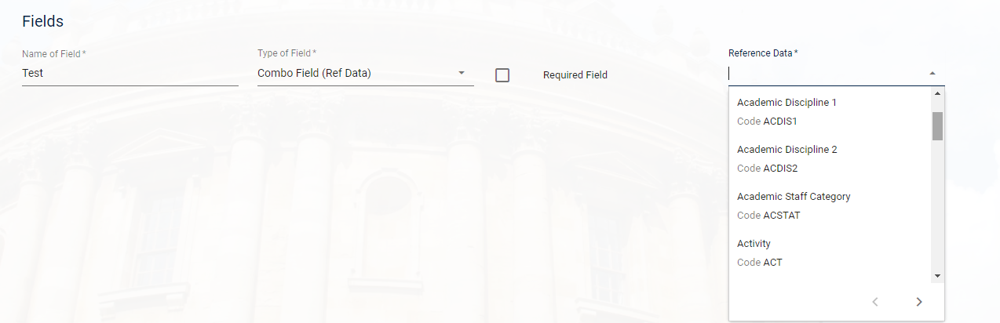 Fields
Name of Field *
Type of Field *
Reference Data *
Test
Combo Field (Ref Data)
Required Field
Academic Discipline 1
Code ACDIS1
Academic Discipline 2
Code ACDIS2
Academic Staff Category
Code ACSTAT
Activity
Code ACT